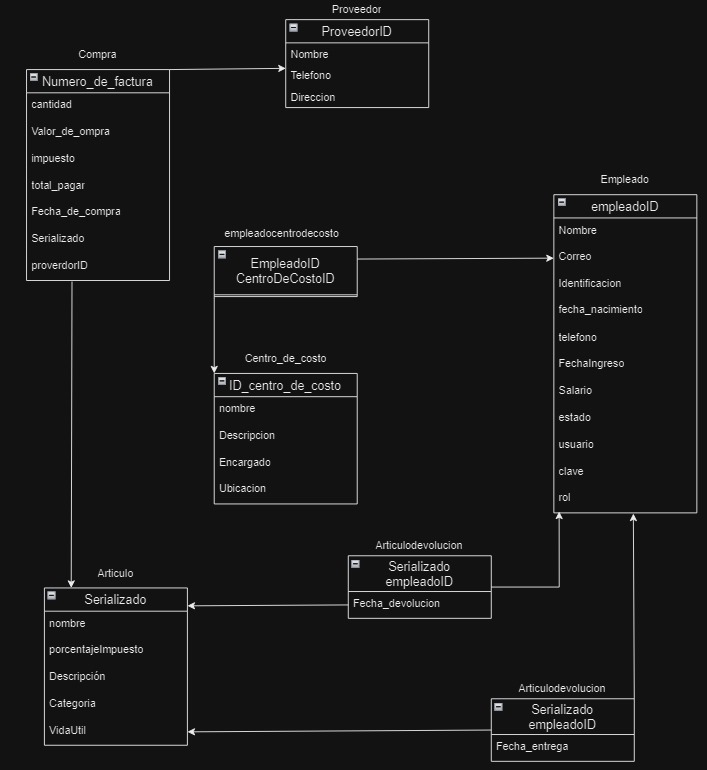 Proveedor
ProveedorID
Nombre
Telefono
Direccion
Compra
Numero_de_factura
cantidad
Valor_de_ompra
impuesto
total_pagar
Fecha_de_compra
Serializado
proverdorID
Empleado
empleadoID
Nombre
Correo
Identificacion
fecha_nacimiento
telefono
FechaIngreso
Salario
estado
usuario
clave
rol
empleadocentrodecosto
EmpleadoID
CentroDeCostoID
Centro_de_costo
ID_centro_de_costo
nombre
Descripcion
Encargado
Ubicacion
Articulodevolucion
Serializado
empleadoID
Fecha_devolucion
Articulo
Serializado
nombre
porcentajeImpuesto
Descripción
Categoria
VidaUtil
Articulodevolucion
Serializado
empleadoID
Fecha_entrega